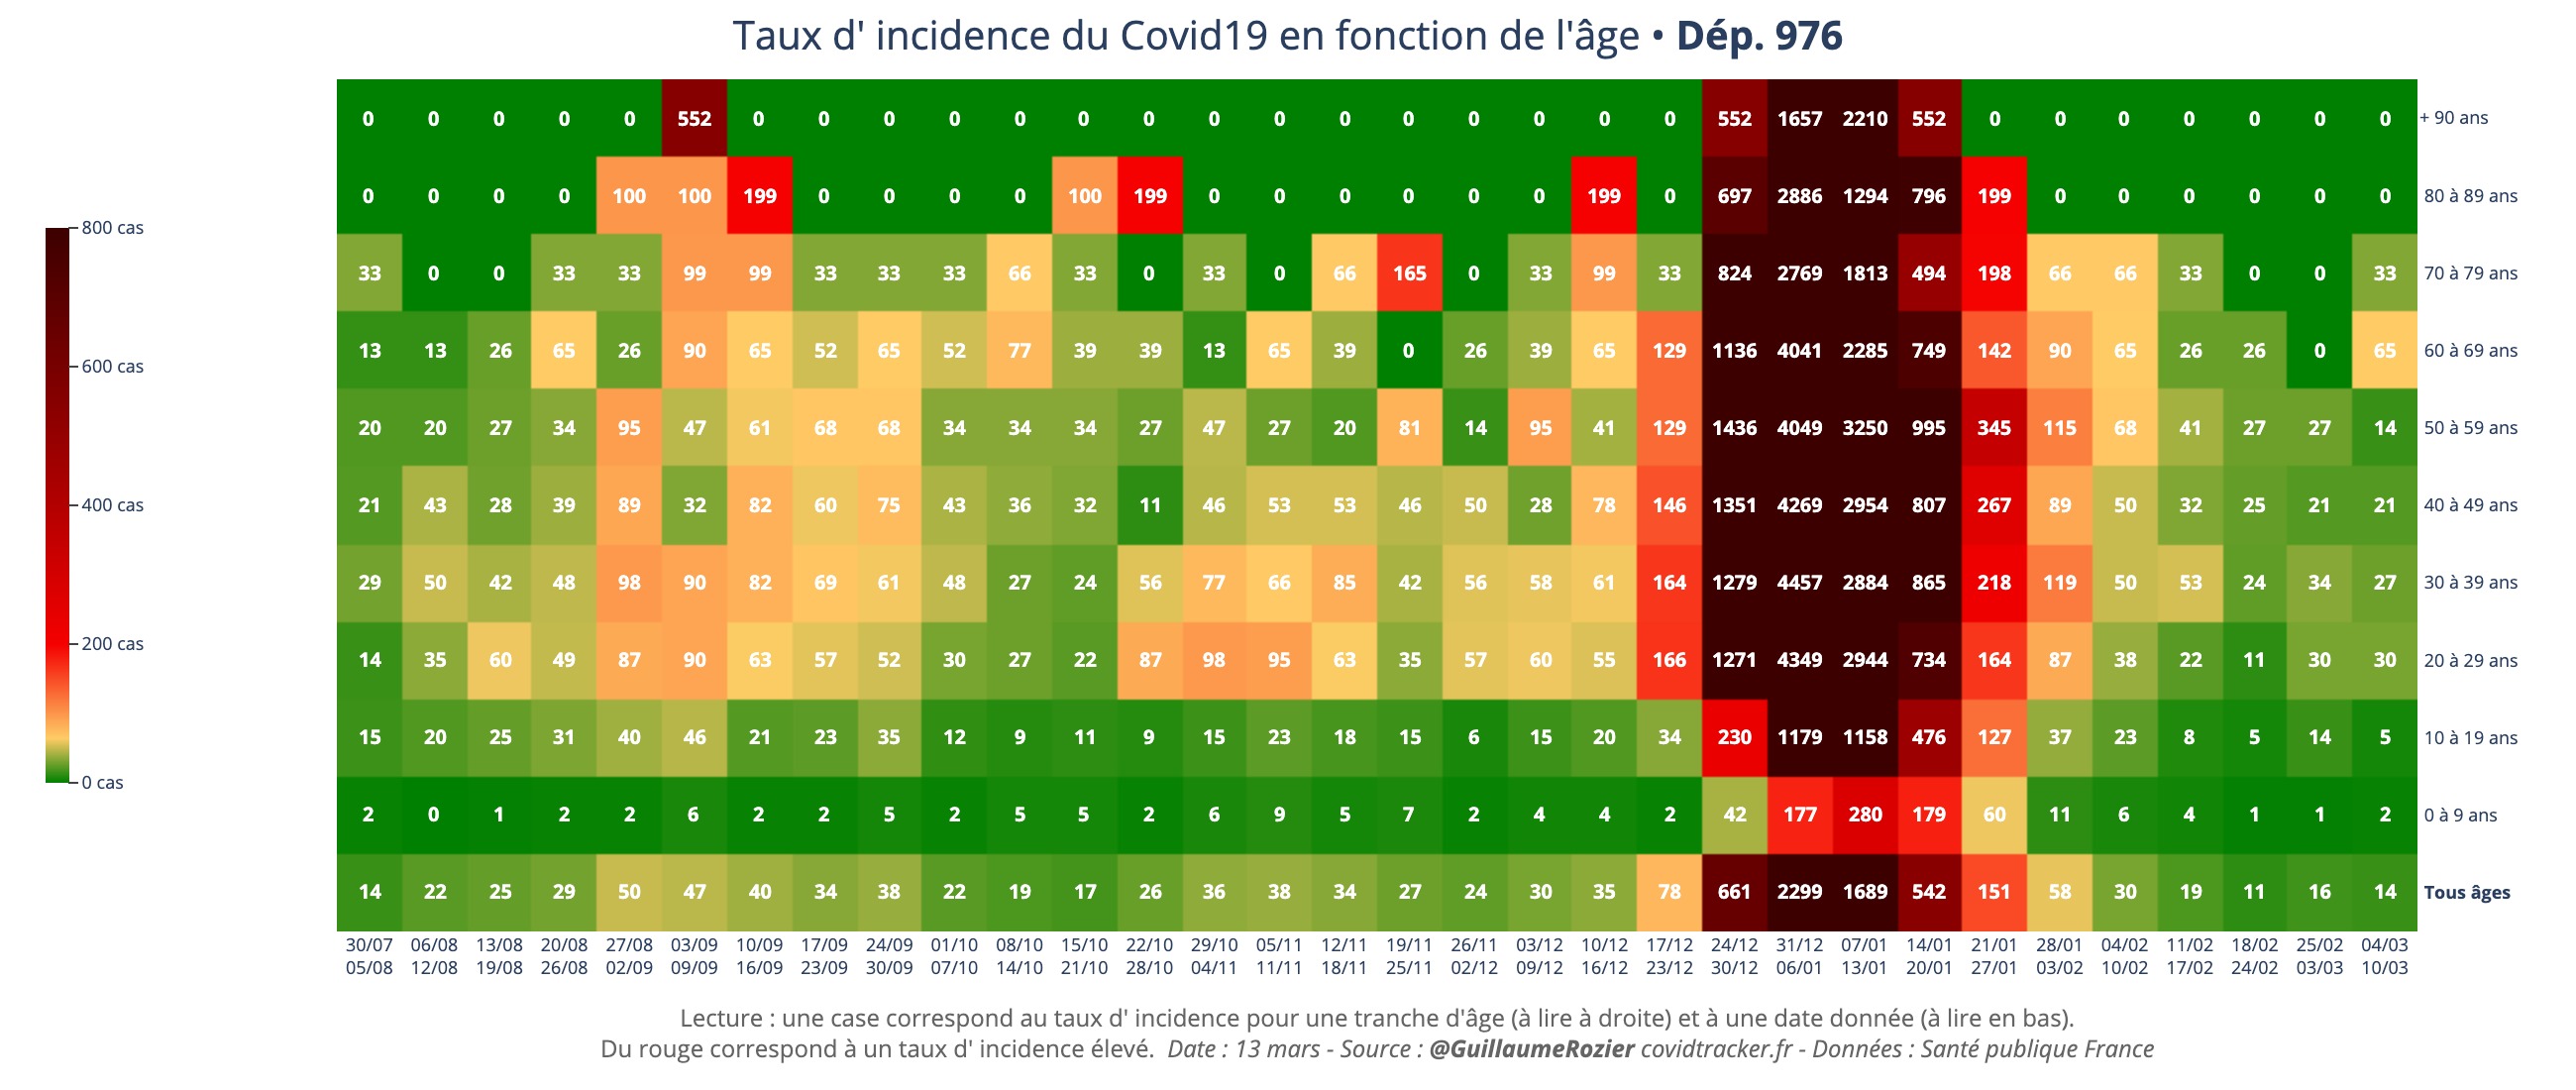 Taux d' incidence du Covid19 en fonction de l'âge • Dép. 976
0 0 0 0 0 552 0 0 0 0 0 0 0 0 0 0 0 0 0 0 0 552 1657 2210 552 0 0 0 0 0 0 0 + 90 ans
0 0 0 0 100 100 199 0 0 0 0 100 199 0 0 0 0 0 0 199 0 697 2886 1294 796 199 0 0 0 0 0 0 80 à 89 ans
800 cas
33 0 0 33 33 99 99 33 33 33 66 33 0 33 0 66 165 0 33 99 33 824 2769 1813 494 198 66 66 33 0 0 33 70 à 79 ans
13 13 26 65 26 90 65 52 65 52 77 39 39 13 65 39 0 26 39 65 129 1136 4041 2285 749 142 90 65 26 26 0 65 60 à 69 ans
600 cas
20 20 27 34 95 47 61 68 68 34 34 34 27 47 27 20 81 14 95 41 129 1436 4049 3250 995 345 115 68 41 27 27 14 50 à 59 ans
400 cas
21 43 28 39 89 32 82 60 75 43 36 32 11 46 53 53 46 50 28 78 146 1351 4269 2954 807 267 89 50 32 25 21 21 40 à 49 ans
29 50 42 48 98 90 82 69 61 48 27 24 56 77 66 85 42 56 58 61 164 1279 4457 2884 865 218 119 50 53 24 34 27 30 à 39 ans
200 cas
14 35 60 49 87 90 63 57 52 30 27 22 87 98 95 63 35 57 60 55 166 1271 4349 2944 734 164 87 38 22 11 30 30 20 à 29 ans
15 20 25 31 40 46 21 23 35 12 9 11 9 15 23 18 15 6 15 20 34 230 1179 1158 476 127 37 23 8 5 14 5 10 à 19 ans
0 cas
2 0 1 2 2 6 2 2 5 2 5 5 2 6 9 5 7 2 4 4 2 42 177 280 179 60 11 6 4 1 1 2 0 à 9 ans
14 22 25 29 50 47 40 34 38 22 19 17 26 36 38 34 27 24 30 35 78 661 2299 1689 542 151 58 30 19 11 16 14 Tous âges
30/07 06/08 13/08 20/08 27/08 03/09 10/09 17/09 24/09 01/10 08/10 15/10 22/10 29/10 05/11 12/11 19/11 26/11 03/12 10/12 17/12 24/12 31/12 07/01 14/01 21/01 28/01 04/02 11/02 18/02 25/02 04/03
05/08 12/08 19/08 26/08 02/09 09/09 16/09 23/09 30/09 07/10 14/10 21/10 28/10 04/11 11/11 18/11 25/11 02/12 09/12 16/12 23/12 30/12 06/01 13/01 20/01 27/01 03/02 10/02 17/02 24/02 03/03 10/03
Lecture : une case correspond au taux d' incidence pour une tranche d'âge (à lire à droite) et à une date donnée (à lire en bas).
Du rouge correspond à un taux d' incidence élevé. Date : 13 mars - Source : @GuillaumeRozier covidtracker.fr - Données : Santé publique France